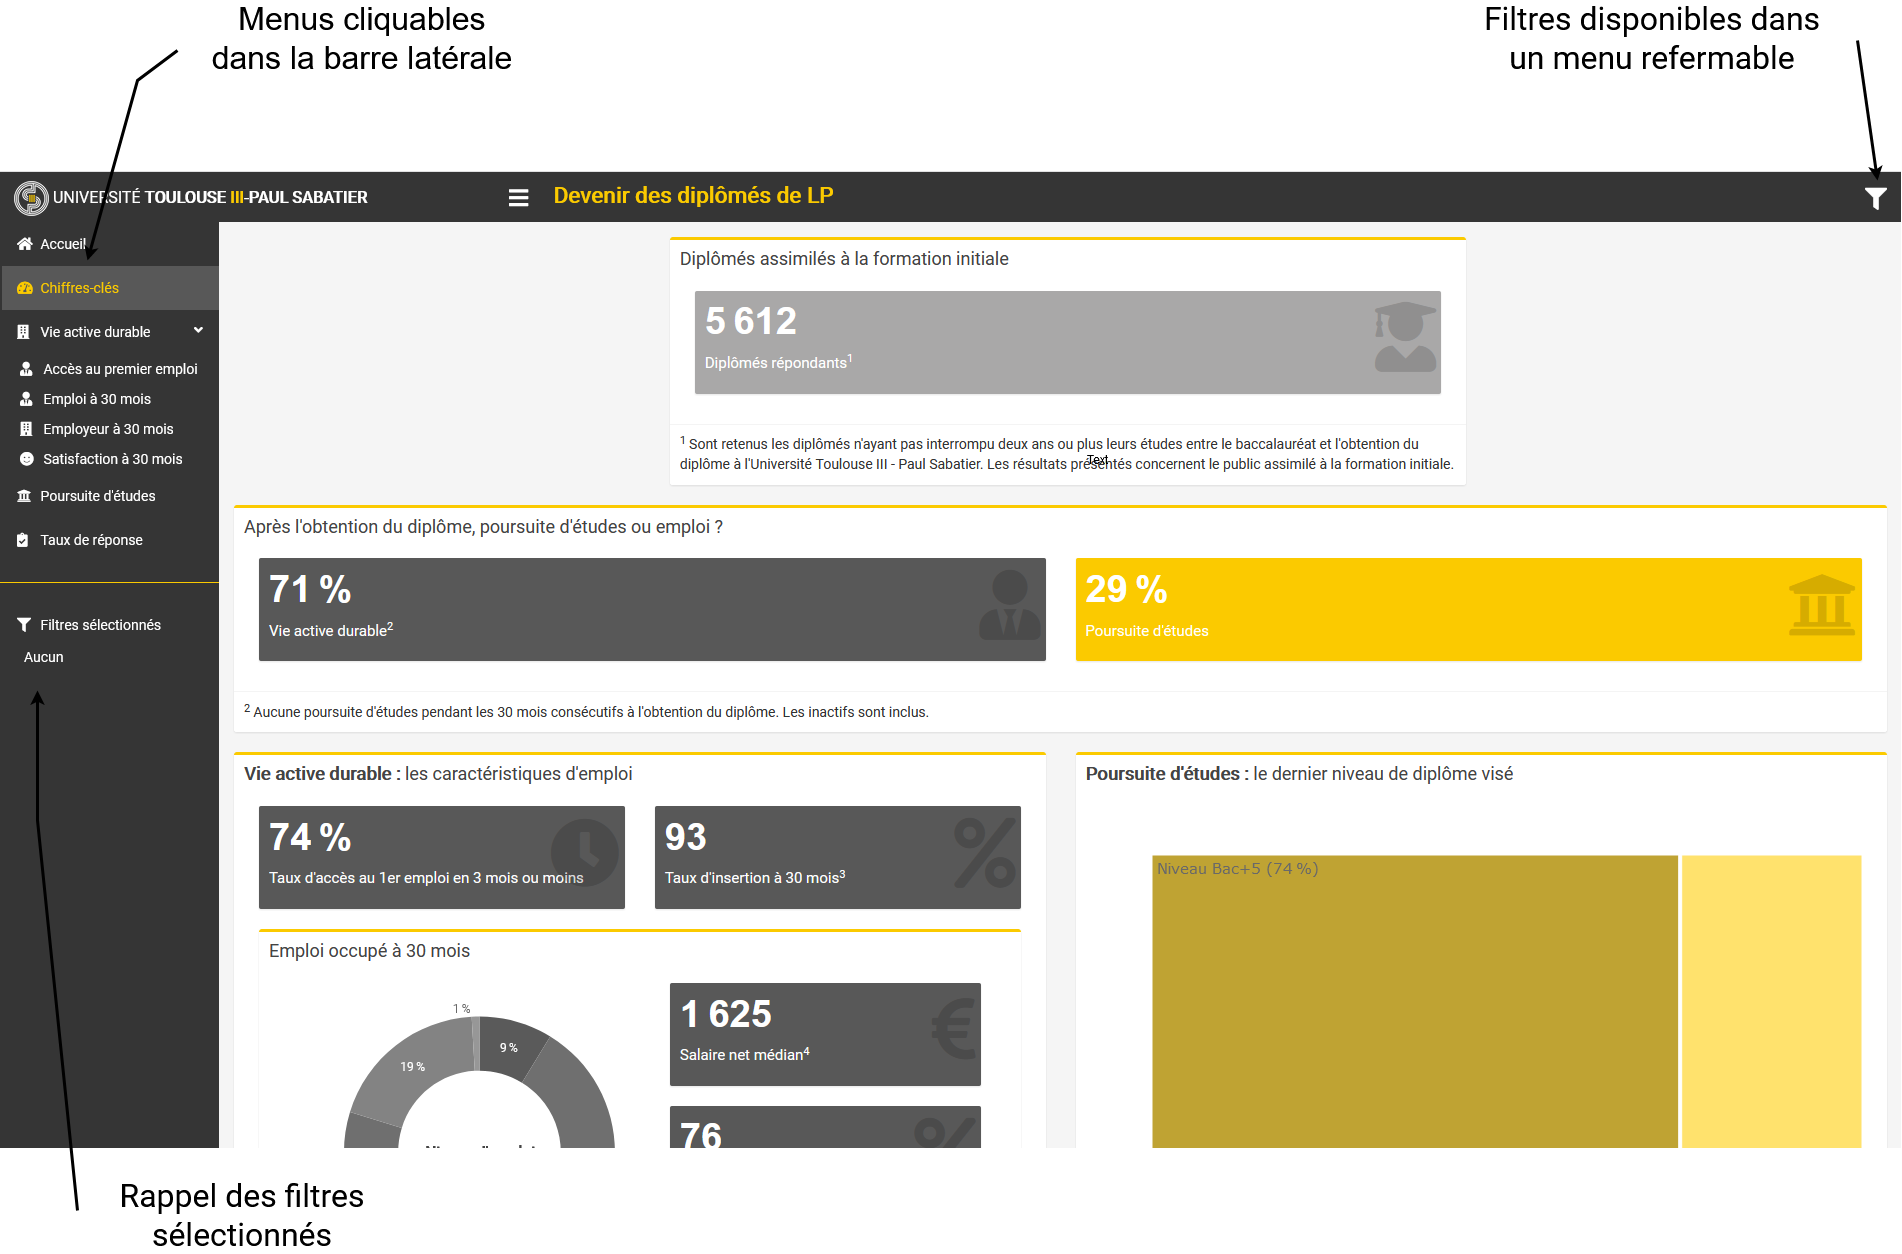 Menus cliquables
dans la barre latérale
Filtres disponibles dans
un menu refermable
UNIVERSITÉ TOULOUSE III-PAUL SABATIER
Devenir des diplômés de LP
Accueil
Chiffres-clés
Vie active durable
Accès au premier emploi
Emploi à 30 mois
Employeur à 30 mois
Satisfaction à 30 mois
Poursuite d'études
Taux de réponse
Filtres sélectionnés
Aucun
Diplômés assimilés à la formation initiale
5 612
Diplômés répondants1
1 Sont retenus les diplômés n'ayant pas interrompu deux ans ou plus leurs études entre le baccalauréat et l'obtention du
diplôme à l'Université Toulouse III - Paul Sabatier. Les résultats présentés concernent le public assimilé à la formation initiale.
Text
Après l'obtention du diplôme, poursuite d'études ou emploi ?
71 %
Vie active durable2
29 %
Poursuite d'études
2 Aucune poursuite d'études pendant les 30 mois consécutifs à l'obtention du diplôme. Les inactifs sont inclus.
Vie active durable : les caractéristiques d'emploi
74 %
Taux d'accès au 1er emploi en 3 mois ou moins
93
Taux d'insertion à 30 mois3
Emploi occupé à 30 mois
1 %
9 %
19 %
1 625
Salaire net médian4
76
Poursuite d'études : le dernier niveau de diplôme visé
Niveau Bac+5 (74 %)
Rappel des filtres
sélectionnés